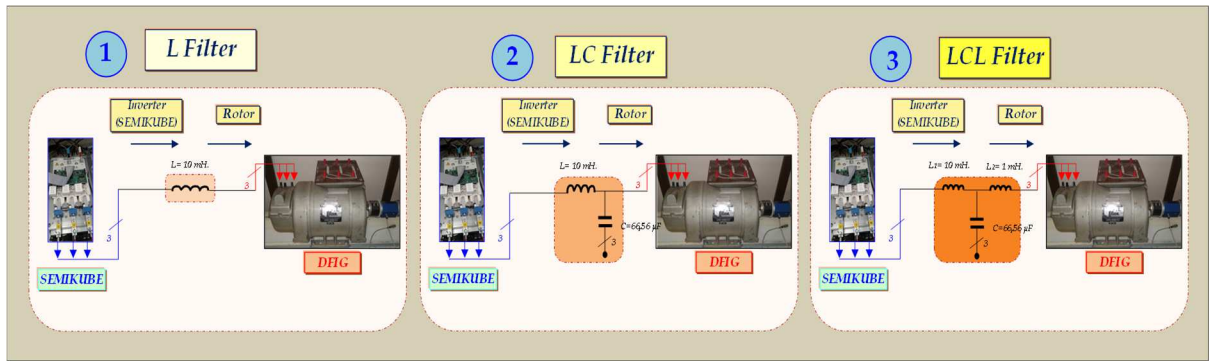 1
L Filter
Inverter
(SEMIKUBE)
Rotor
L= 10 mH.
3
3
SEMIKUBE
DFIG
2
LC Filter
Inverter
(SEMIKUBE)
Rotor
L= 10 mH.
3
C=66,56 µF
3
3
SEMIKUBE
DFIG
3
LCL Filter
Inverter
(SEMIKUBE)
Rotor
L1= 10 mH.
L2= 1 mH.
3
C=66,56 µF
3
3
SEMIKUBE
DFIG